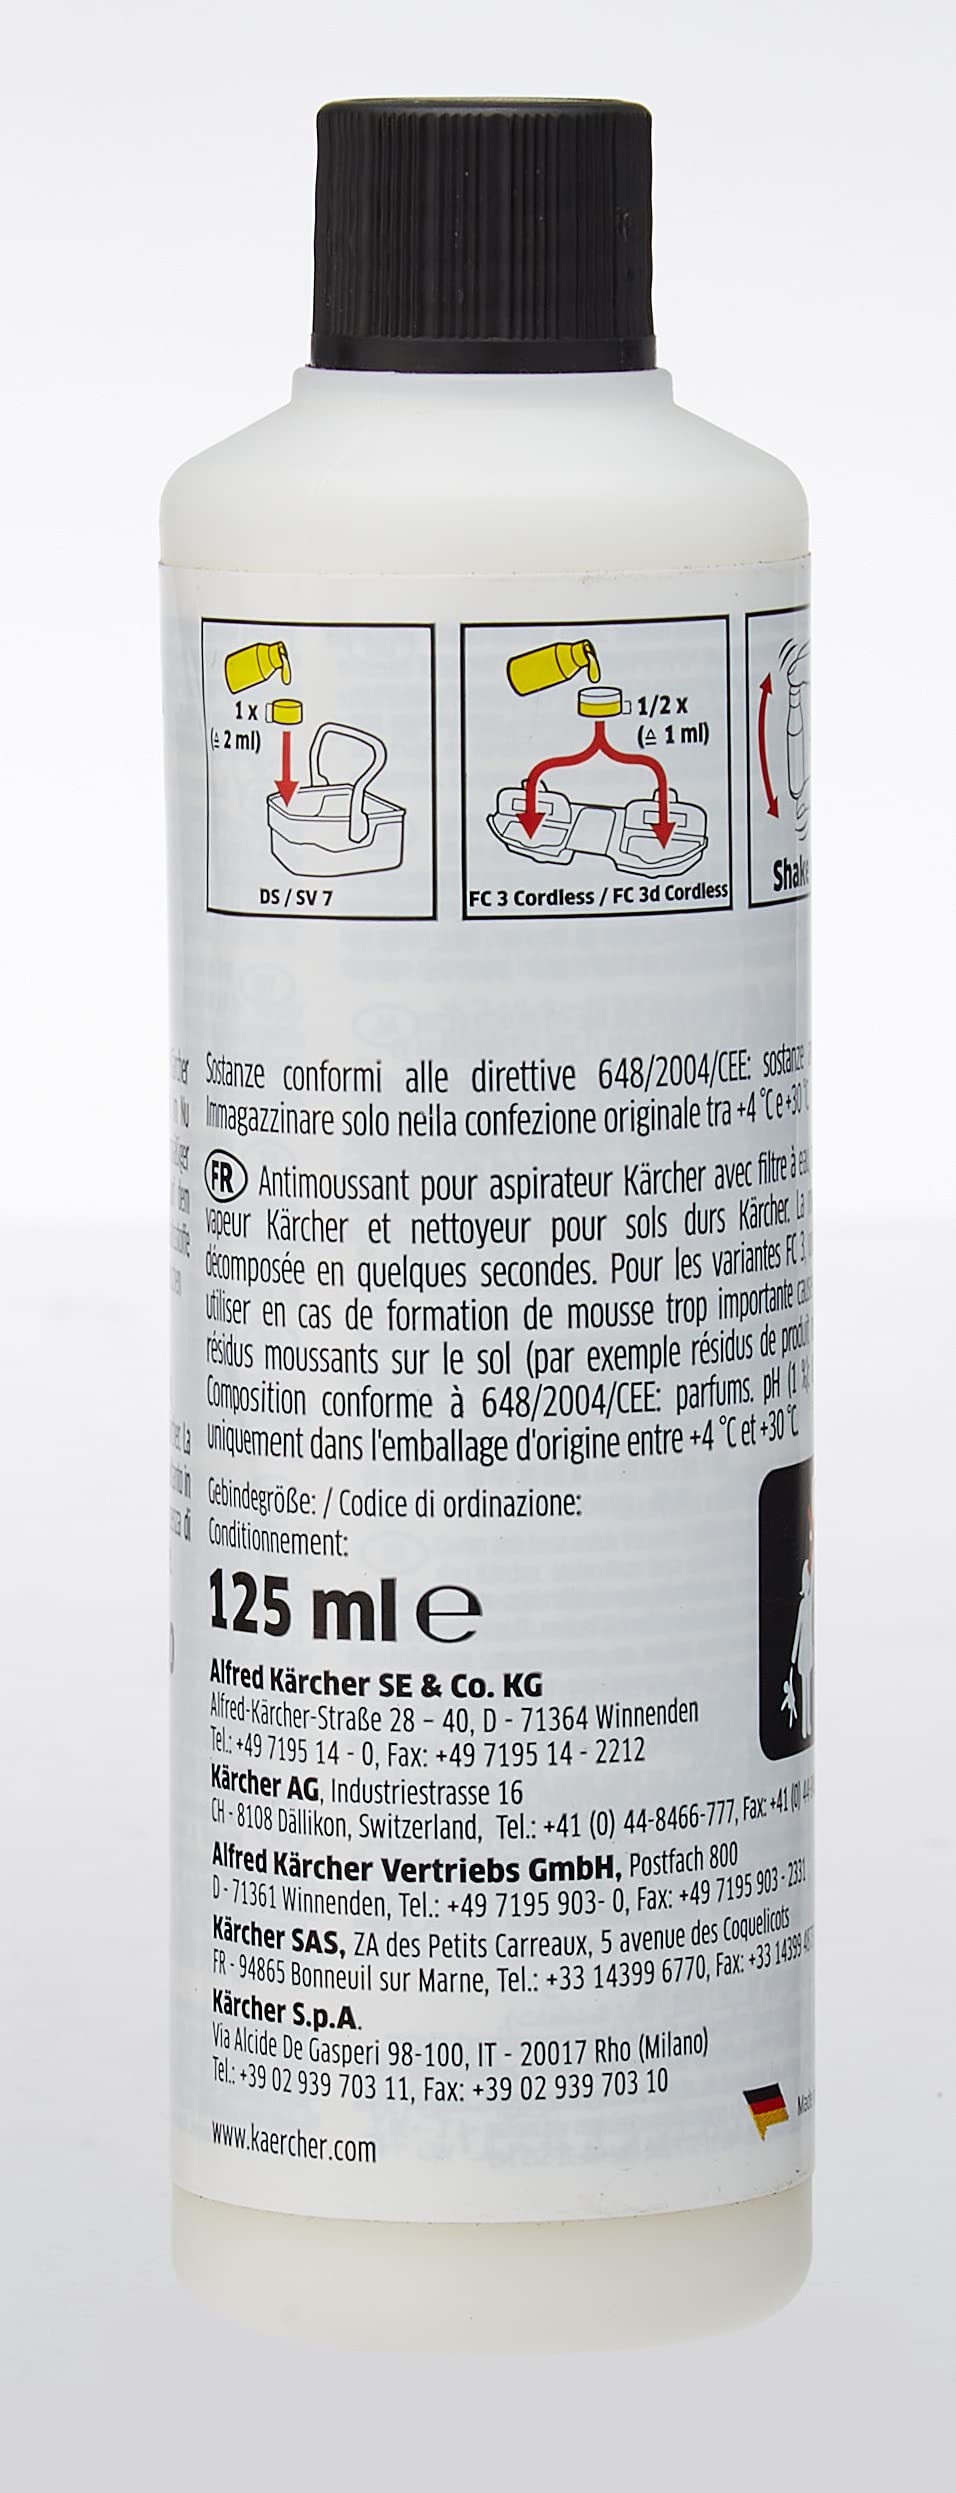 1 x
(≙ 2 ml)
DS / SV 7
1/2 x
(≙ 1 ml)
FC 3 Cordless / FC 3d Cordless
Sostanze conformi alle direttive 648/2004/CEE: sostanze
Immagazzinare solo nella confezione originale tra +4 °C e +30 °C
FR Antimoussant pour aspirateur Kärcher avec filtre à
vapeur Kärcher et nettoyeur pour sols durs Kärcher. La
décomposée en quelques secondes. Pour les variantes FC 3,
utiliser en cas de formation de mousse trop importante
résidus moussants sur le sol (par exemple résidus de produit
Composition conforme à 648/2004/CEE: parfums. pH (1 %):
uniquement dans l'emballage d'origine entre +4 °C et +30 °C
Gebindegröße: / Codice di ordinazione:
Conditionnement:
125 ml ℮
Alfred Kärcher SE & Co. KG
Alfred-Kärcher-Straße 28 – 40, D - 71364 Winnenden
Tel.: +49 7195 14 - 0, Fax: +49 7195 14 - 2212
Kärcher AG, Industriestrasse 16
CH - 8108 Dällikon, Switzerland, Tel.: +41 (0) 44-8466-777, Fax: +41 (0)
Alfred Kärcher Vertriebs GmbH, Postfach 800
D - 71361 Winnenden, Tel.: +49 7195 903- 0, Fax: +49 7195 903 - 2331
Kärcher SAS, ZA des Petits Carreaux, 5 avenue des Coquelicots
FR - 94865 Bonneuil sur Marne, Tel.: +33 14399 6770, Fax: +33 14399
Kärcher S.p.A.
Via Alcide De Gasperi 98-100, IT - 20017 Rho (Milano)
Tel.: +39 02 939 703 11, Fax: +39 02 939 703 10
www.kaercher.com